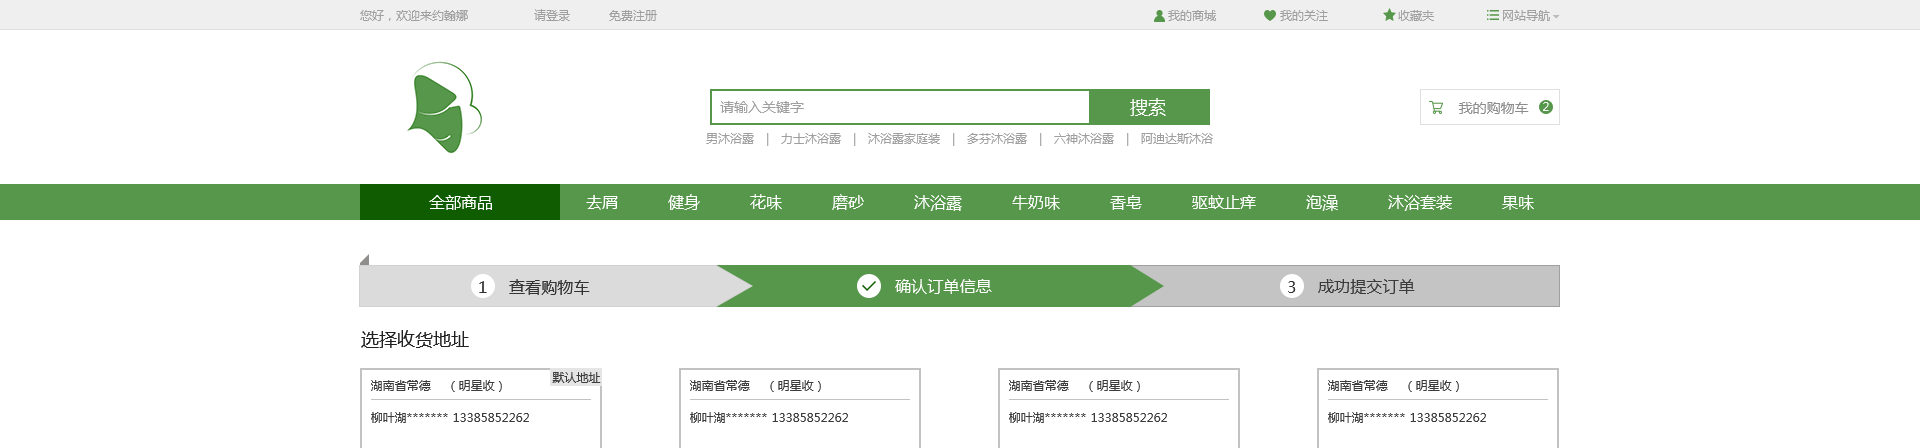 您好，欢迎来约翰娜 请登录 免费注册 我的商城 我的关注 收藏夹 网站导航
请输入关键字 搜索 我的购物车 2
男沐浴露 | 力士沐浴露 | 沐浴露家庭装 | 多芬沐浴露 | 六神沐浴露 | 阿迪达斯沐浴
全部商品 去屑 健身 花味 磨砂 沐浴露 牛奶味 香皂 驱蚊止痒 泡澡 沐浴套装 果味
1 查看购物车 确认订单信息 3 成功提交订单
选择收货地址
默认地址
湖南省常德 （明星收） 湖南省常德 （明星收） 湖南省常德 （明星收） 湖南省常德 （明星收）
柳叶湖******* 13385852262 柳叶湖******* 13385852262 柳叶湖******* 13385852262 柳叶湖******* 13385852262